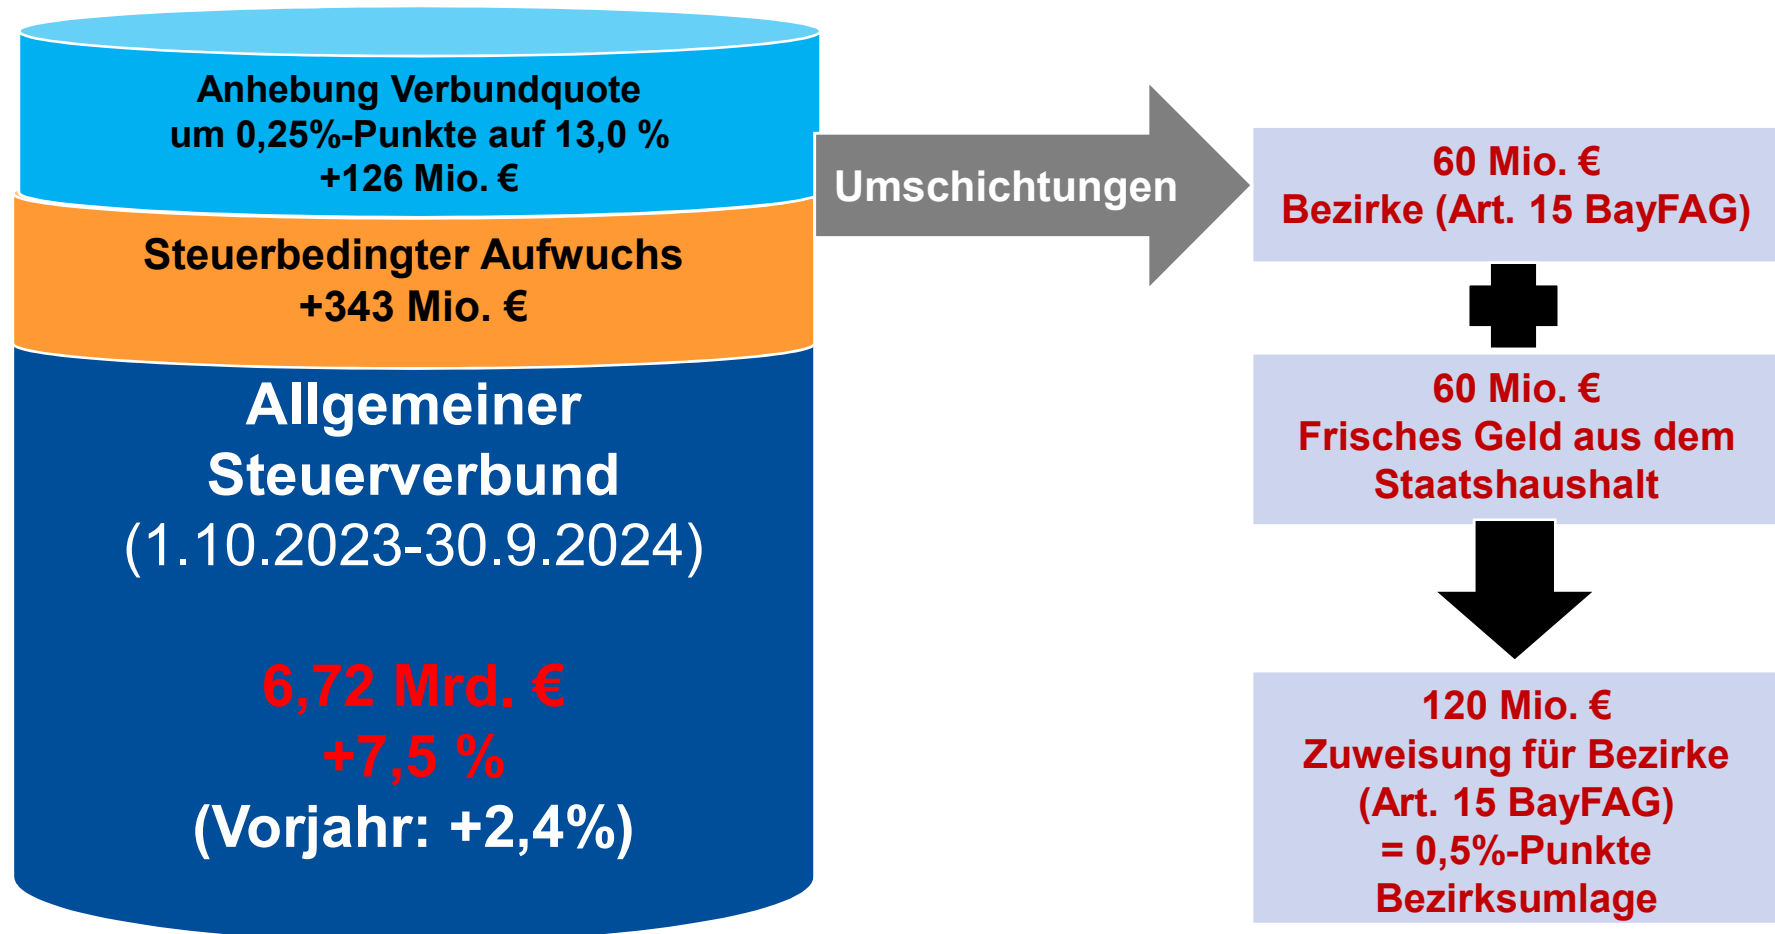 Anhebung Verbundquote
um 0,25%-Punkte auf 13,0 %
+126 Mio. €
Steuerbedingter Aufwuchs
+343 Mio. €
Allgemeiner
Steuerverbund
(1.10.2023-30.9.2024)
6,72 Mrd. €
+7,5 %
(Vorjahr: +2,4%)
Umschichtungen
60 Mio. €
Bezirke (Art. 15 BayFAG)
60 Mio. €
Frisches Geld aus dem
Staatshaushalt
120 Mio. €
Zuweisung für Bezirke
(Art. 15 BayFAG)
= 0,5%-Punkte
Bezirksumlage